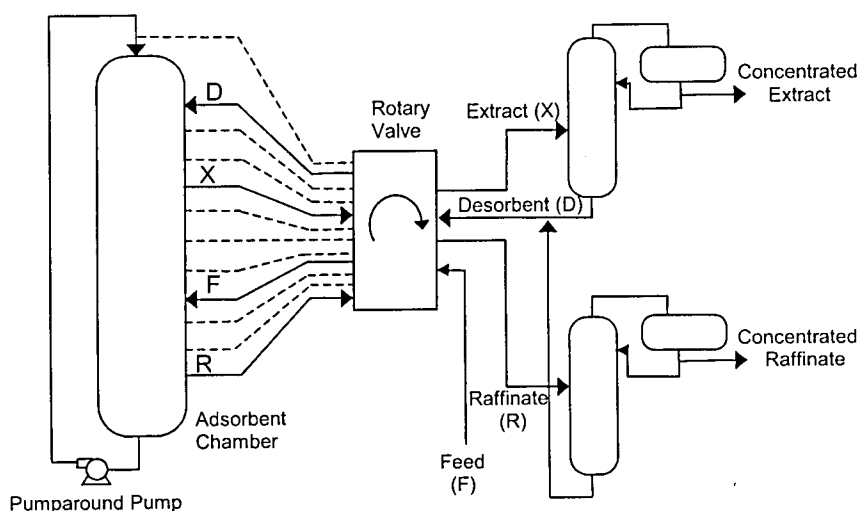 D
X
F
R
Adsorbent
Chamber
Pumparound Pump
Rotary
Valve
Extract (X)
Desorbent (D)
Raffinate
(R)
Feed
(F)
Concentrated
Extract
Concentrated
Raffinate